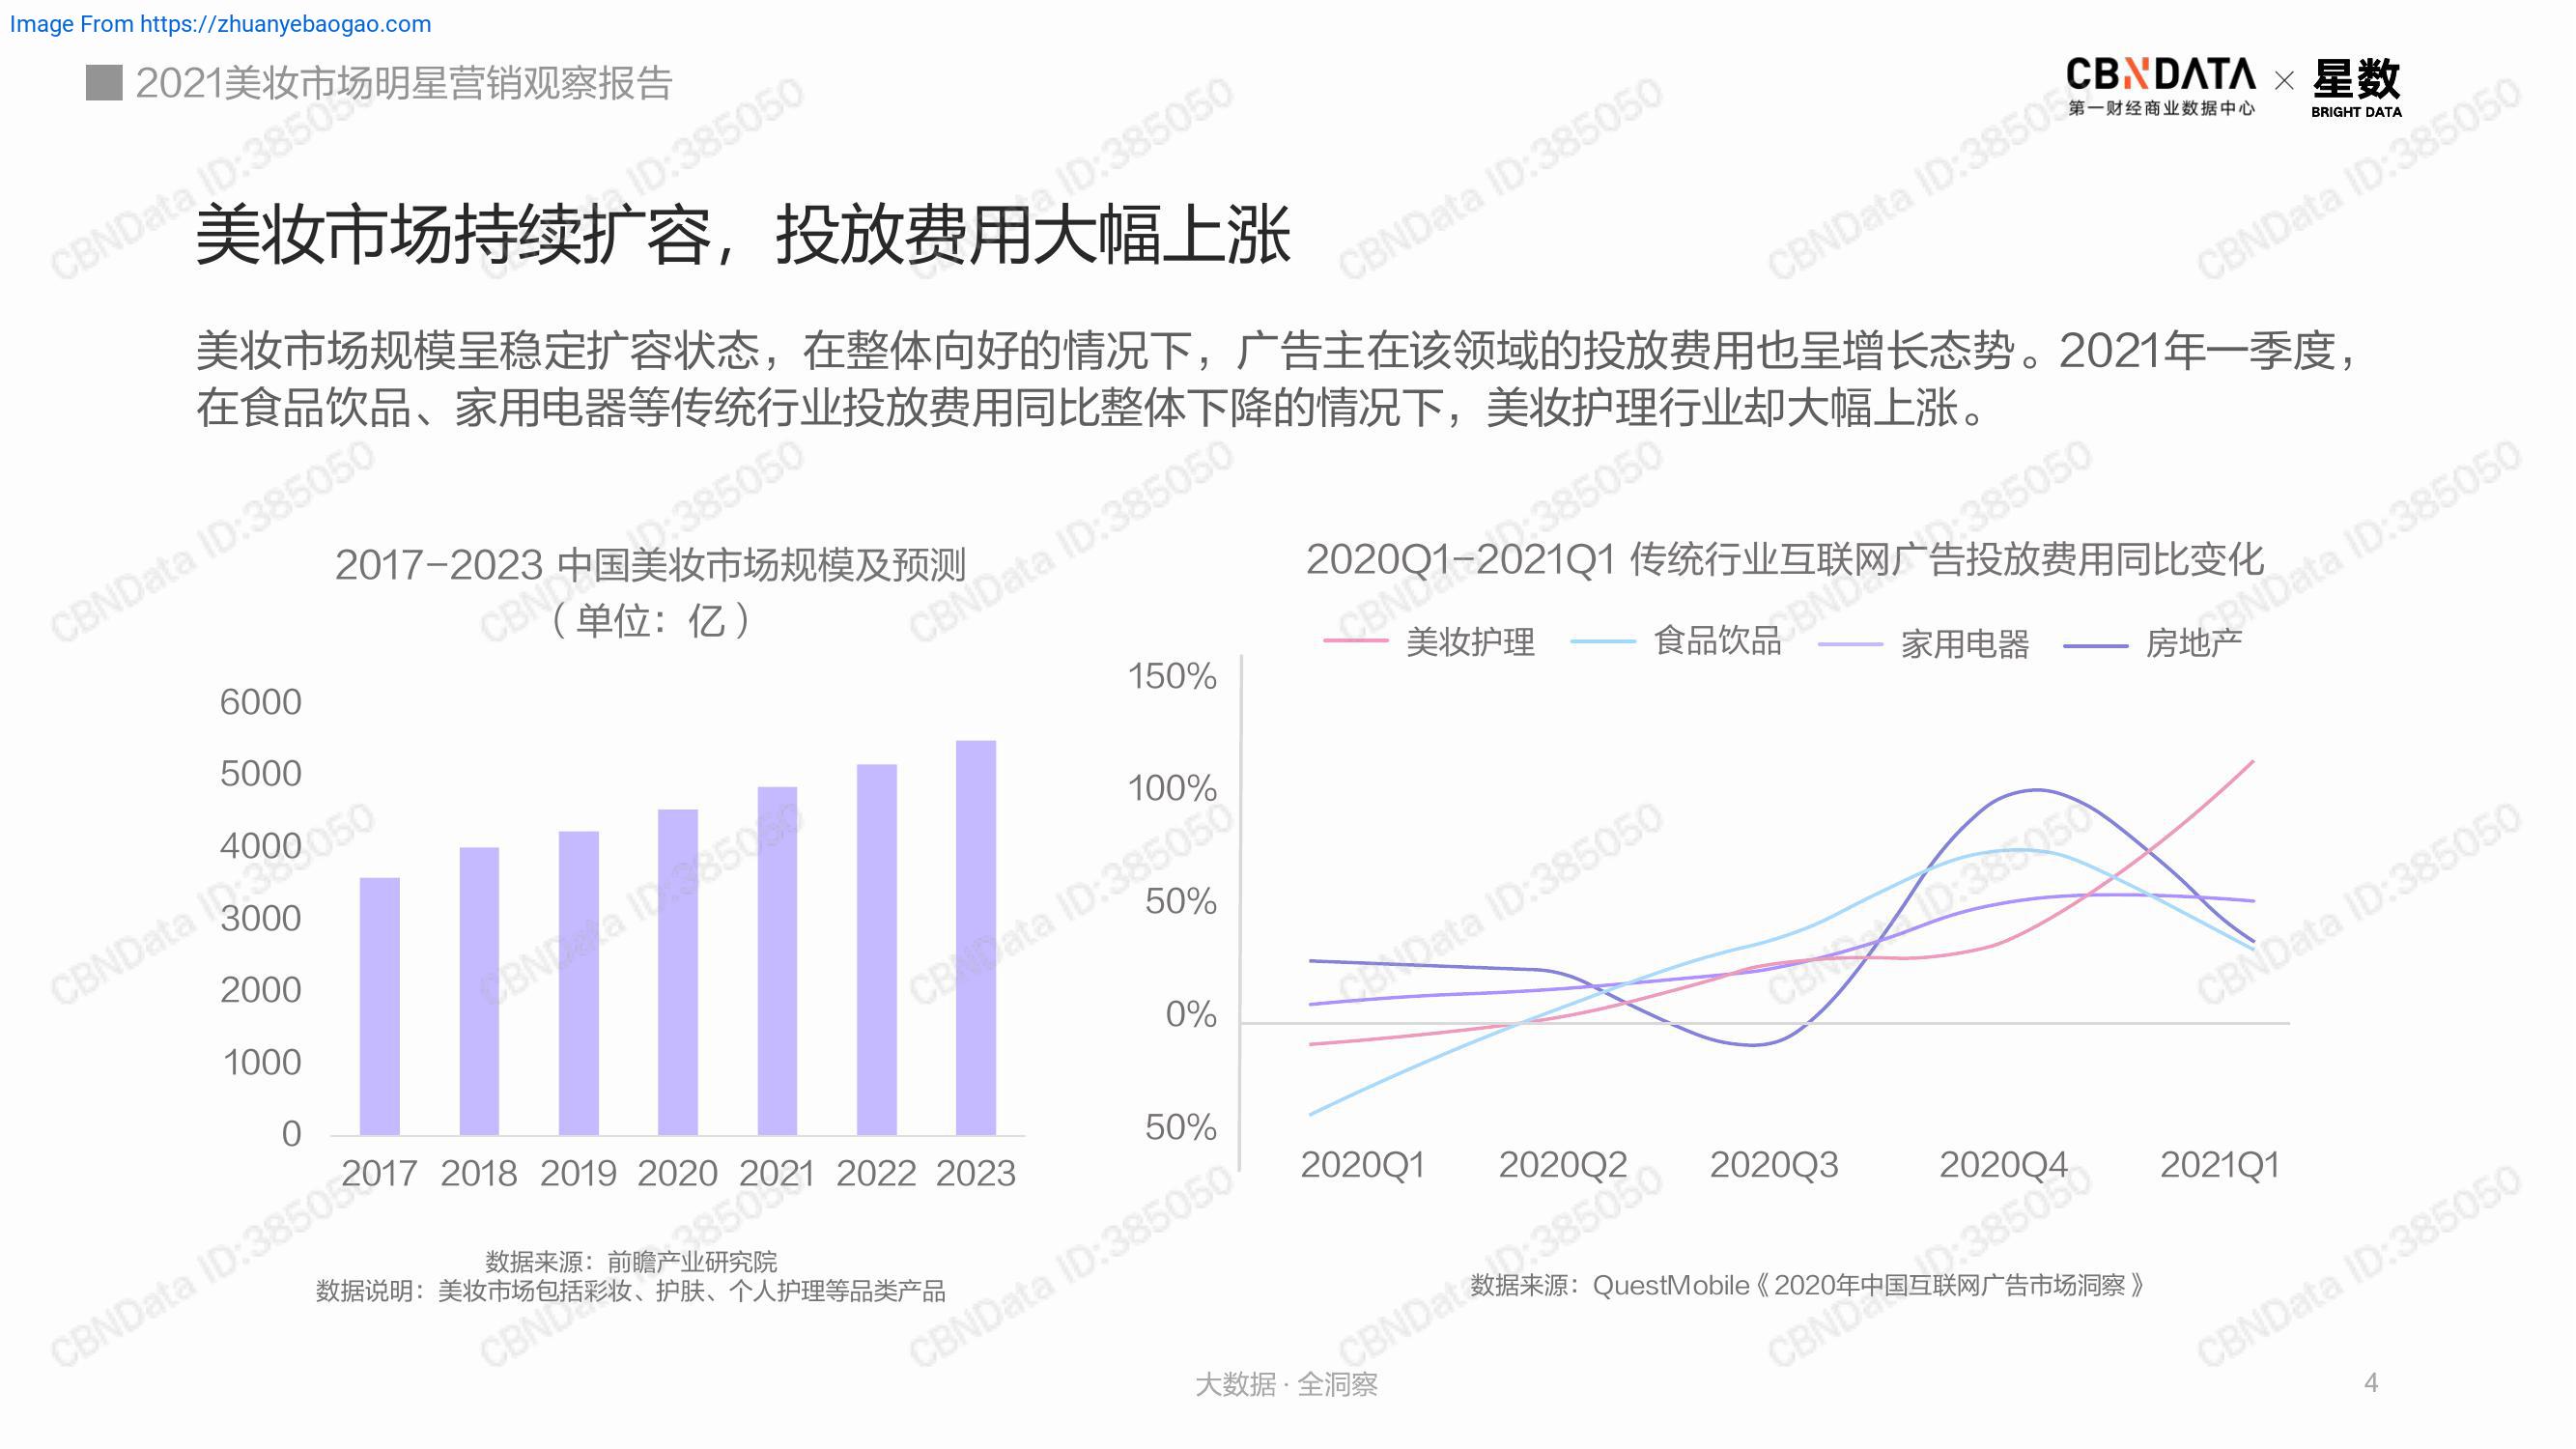 Image From https://zhuanyebaogao.com
2021美妆市场明星营销观察报告
CBNDATA × 星数
第一财经商业数据中心 BRIGHT DATA
美妆市场持续扩容，投放费用大幅上涨
美妆市场规模呈稳定扩容状态，在整体向好的情况下，广告主在该领域的投放费用也呈增长态势。2021年一季度，
在食品饮品、家用电器等传统行业投放费用同比整体下降的情况下，美妆护理行业却大幅上涨。
2017-2023 中国美妆市场规模及预测
（单位：亿）
6000
5000
4000
3000
2000
1000
0
2017 2018 2019 2020 2021 2022 2023
数据来源：前瞻产业研究院
数据说明：美妆市场包括彩妆、护肤、个人护理等品类产品
2020Q1-2021Q1 传统行业互联网广告投放费用同比变化
美妆护理 食品饮品 家用电器 房地产
150%
100%
50%
0%
50%
2020Q1 2020Q2 2020Q3 2020Q4 2021Q1
数据来源：QuestMobile《2020年中国互联网广告市场洞察》
大数据·全洞察
4
CBNData ID:385050